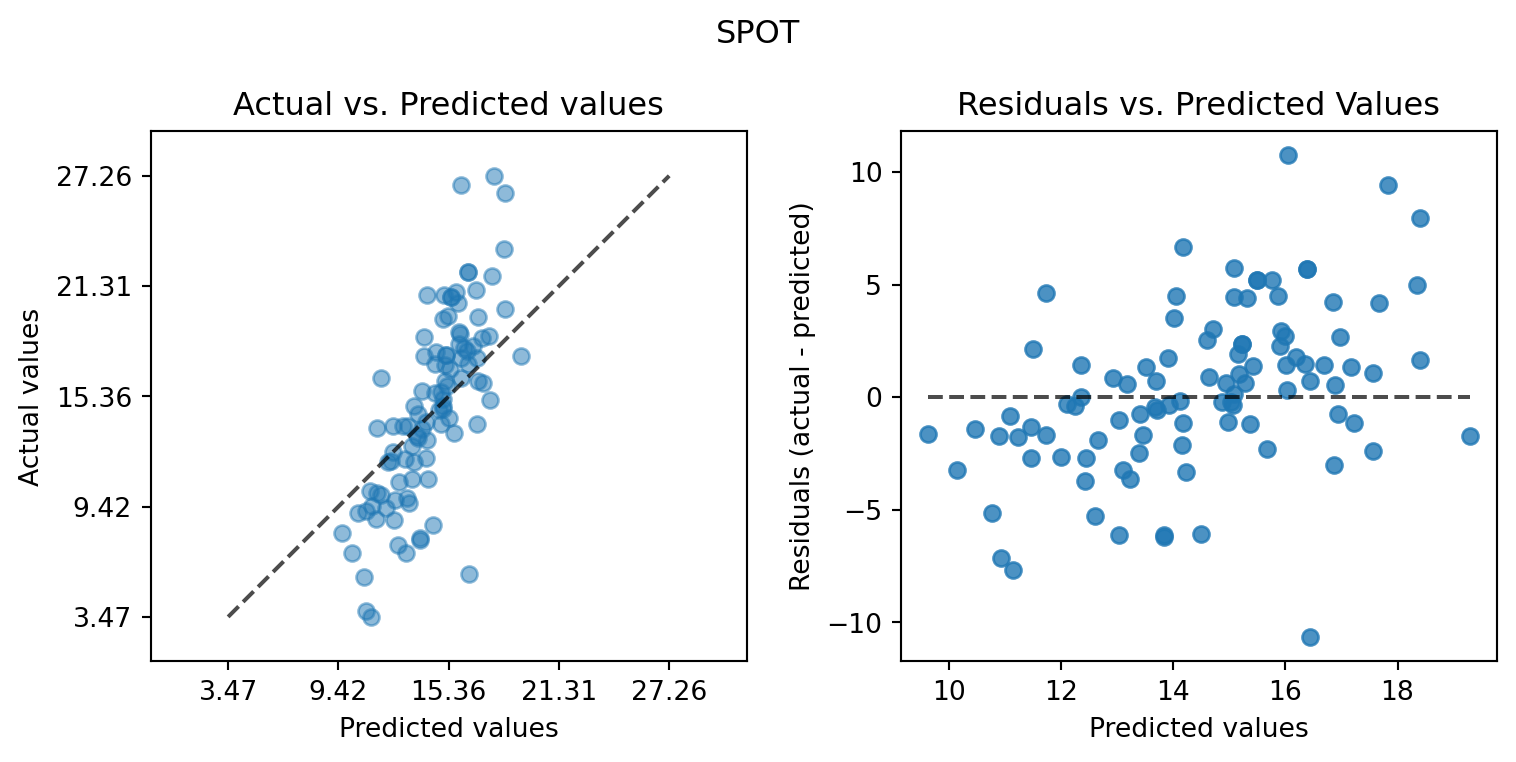 SPOT
Actual vs. Predicted values
Actual values
27.26
21.31
15.36
9.42
3.47
3.47 9.42 15.36 21.31 27.26
Predicted values
Residuals vs. Predicted Values
Residuals (actual - predicted)
10
5
0
−5
−10
10 12 14 16 18
Predicted values